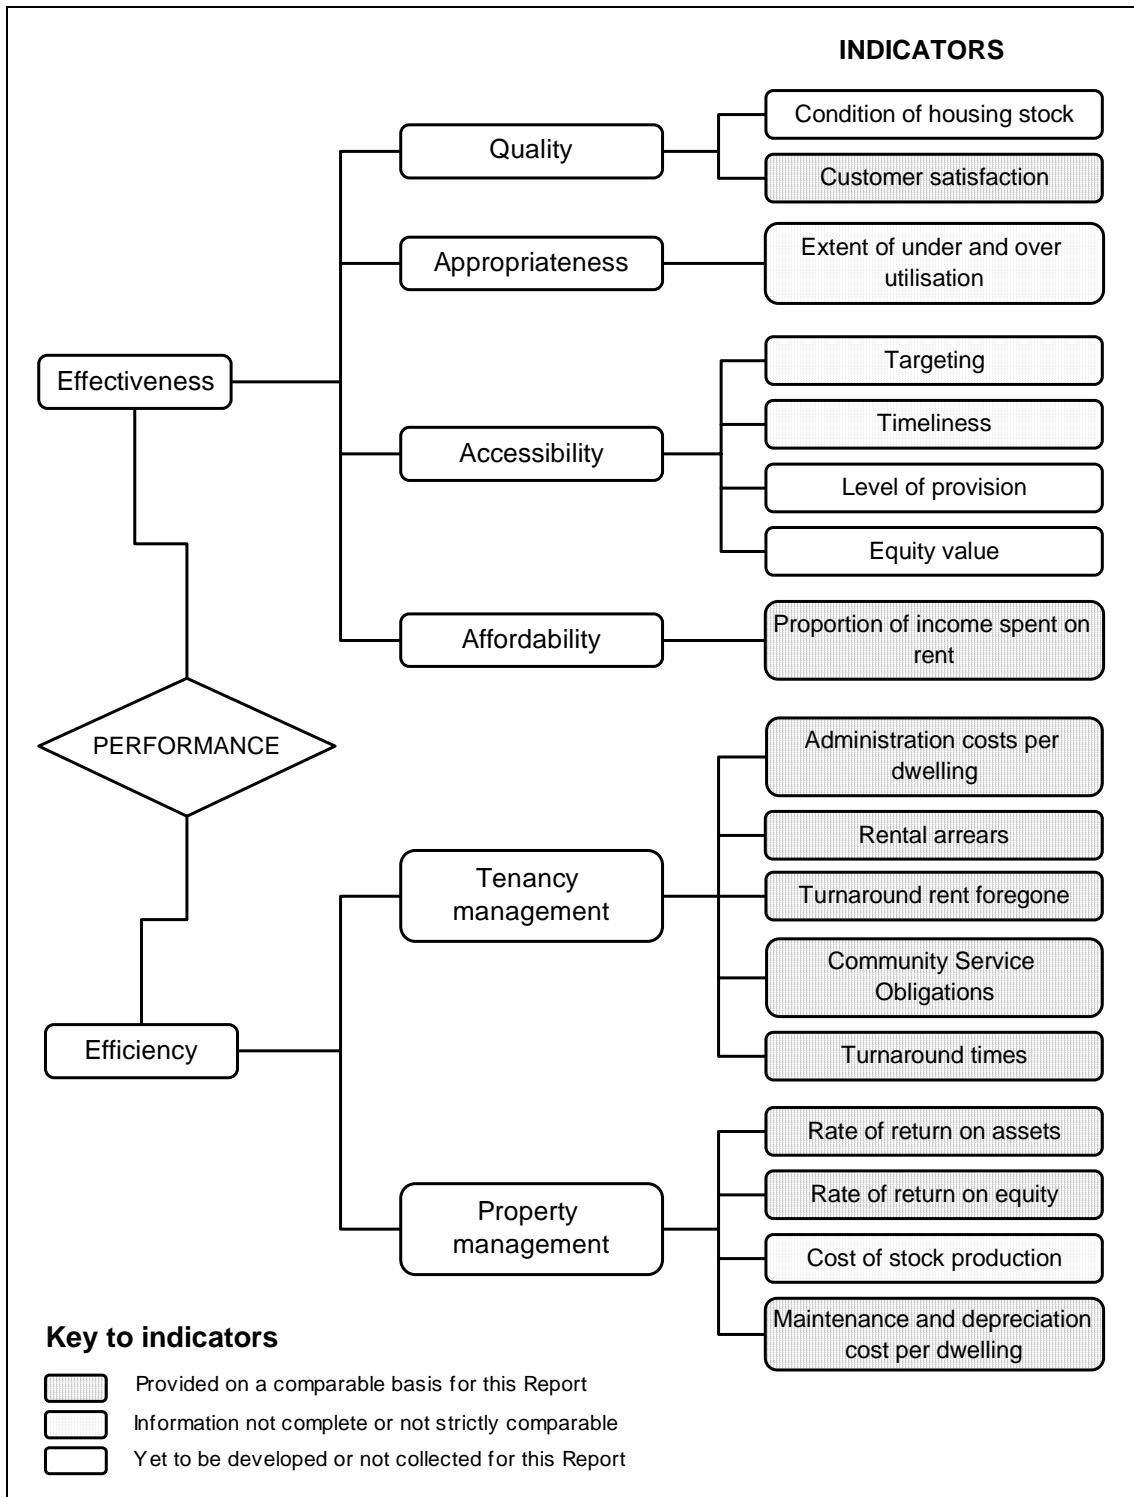 INDICATORS
Quality
Condition of housing stock
Customer satisfaction
Appropriateness
Extent of under and over
utilisation
Effectiveness
Accessibility
Targeting
Timeliness
Level of provision
Equity value
Affordability
Proportion of income spent on
rent
PERFORMANCE
Efficiency
Tenancy
management
Administration costs per
dwelling
Rental arrears
Turnaround rent foregone
Community Service
Obligations
Turnaround times
Property
management
Rate of return on assets
Rate of return on equity
Cost of stock production
Maintenance and depreciation
cost per dwelling
Key to indicators
Provided on a comparable basis for this Report
Information not complete or not strictly comparable
Yet to be developed or not collected for this Report